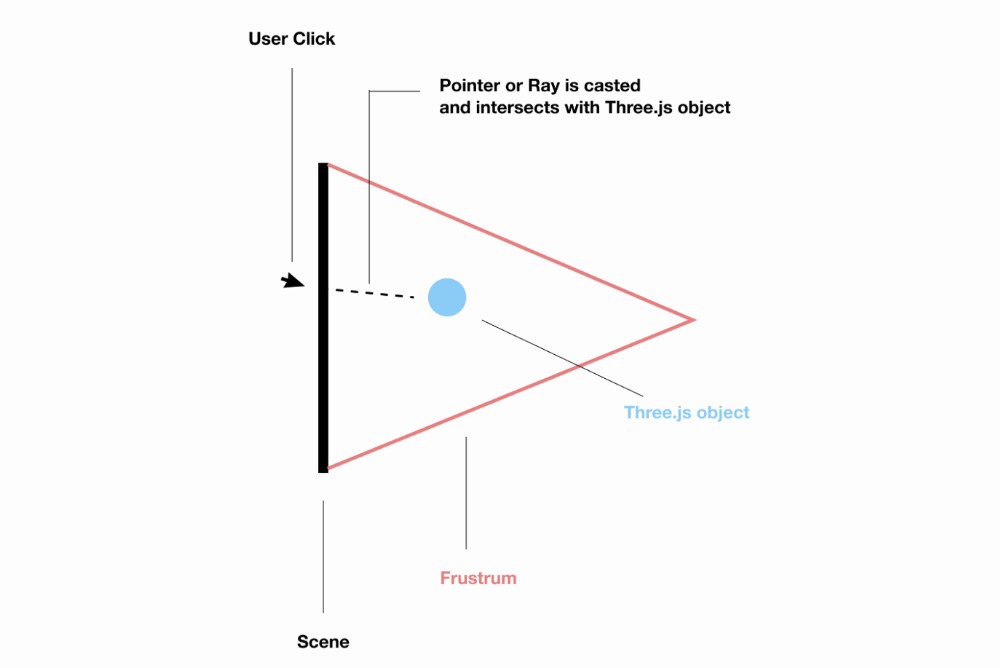 User Click
Pointer or Ray is casted
and intersects with Three.js object
Three.js object
Frustrum
Scene